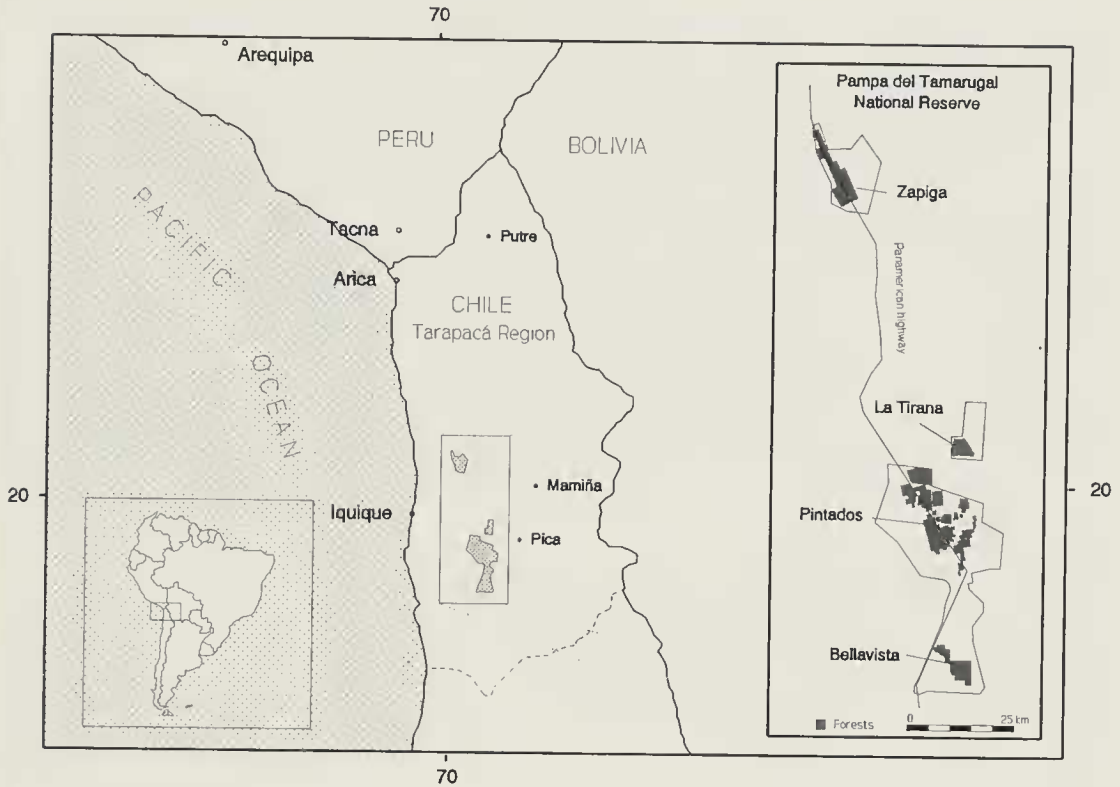 70
Arequipa
Pampa del Tamarugal
National Reserve
PERU
BOLIVIA
Zapiga
PACIFIC
OCEAN
Tacna
Putre
Arica
Panamerican highway
CHILE
Tarapacá Region
La Tirana
20
Mamiña
20
Iquique
Pintados
Pica
Bellavista
Forests
0
25 km
70